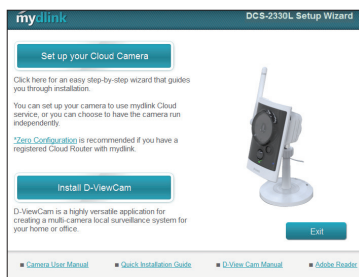 mydlink
DCS-2330L Setup Wizard
Set up your Cloud Camera
Click here for an easy step-by-step wizard that guides
you through installation.
You can set up your camera to use mydlink Cloud
service, or you can choose to have the camera run
independently.
*Zero Configuration is recommended if you have a
registered Cloud Router with mydlink.
Install D-ViewCam
D-ViewCam is a highly versatile application for
creating a multi-camera local surveillance system for
your home or office.
Exit
Camera User Manual
Quick Installation Guide
D-View Cam Manual
Adobe Reader